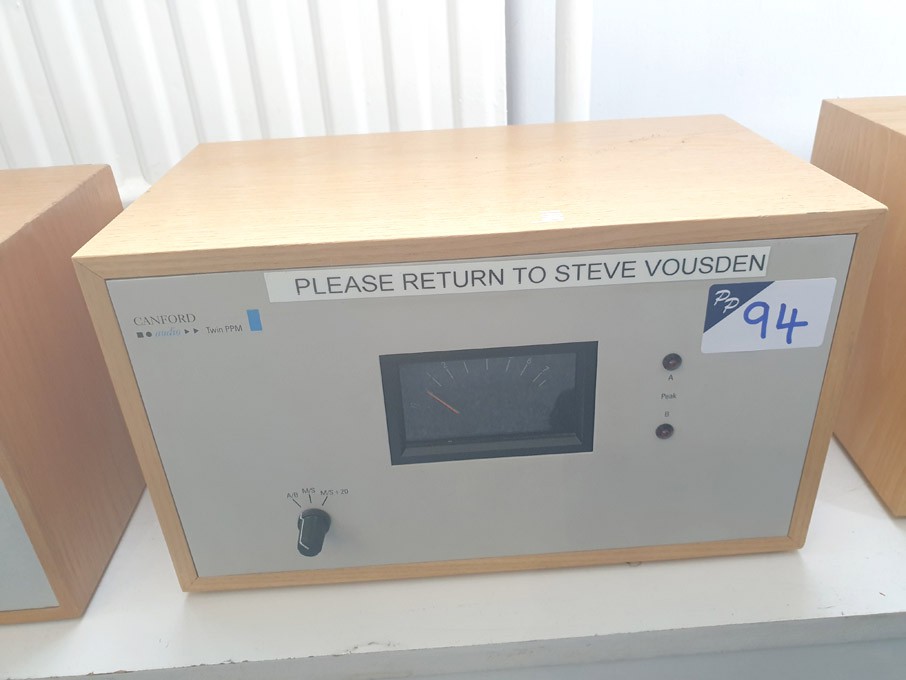 PLEASE RETURN TO STEVE VOUSDEN
PP
94
CANFORD
audio Twin PPM
A
Peak
B
A/B M/S M/S+20